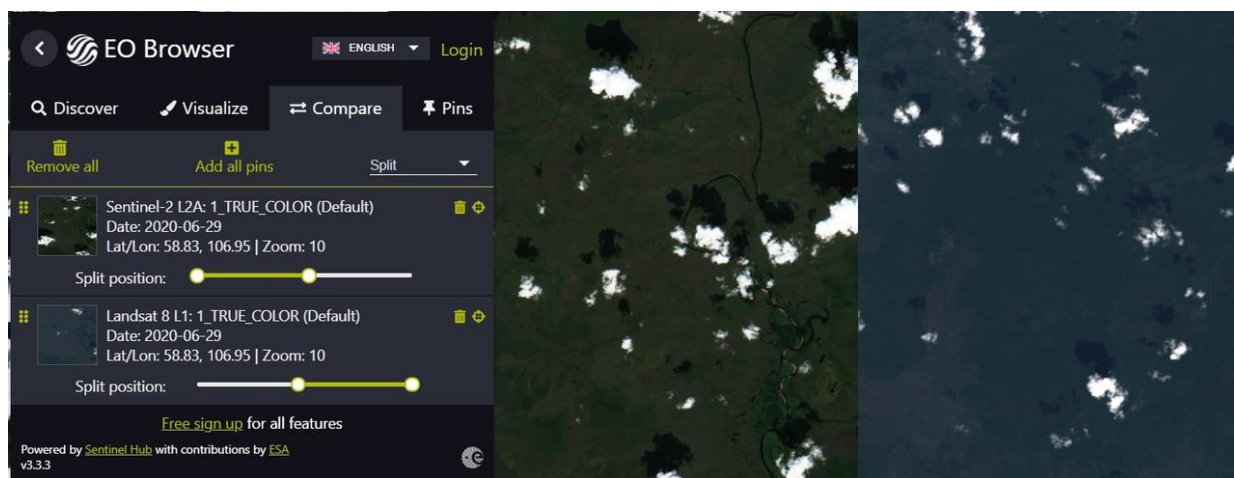 EO Browser
ENGLISH
Login
Discover
Visualize
Compare
Pins
Remove all
Add all pins
Split
Sentinel-2 L2A: 1_TRUE_COLOR (Default)
Date: 2020-06-29
Lat/Lon: 58.83, 106.95 | Zoom: 10
Split position:
Landsat 8 L1: 1_TRUE_COLOR (Default)
Date: 2020-06-29
Lat/Lon: 58.83, 106.95 | Zoom: 10
Split position:
Free sign up for all features
Powered by Sentinel Hub with contributions by ESA
v3.3.3